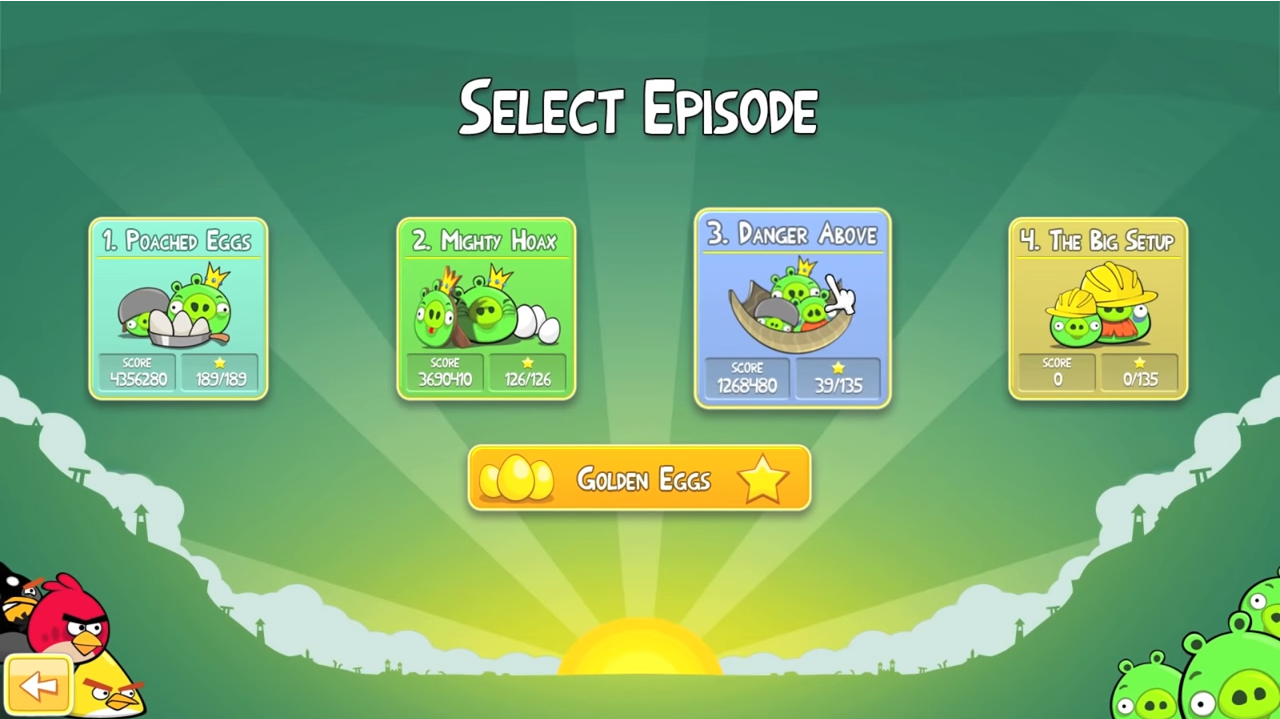 Select Episode
1. Poached Eggs
SCORE
4356280
189/189
2. Mighty Hoax
SCORE
3690410
126/126
3. Danger Above
SCORE
1268480
39/135
4. The Big Setup
SCORE
0
0/135
Golden Eggs